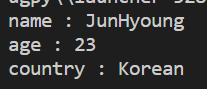 name : JunHyoung
age : 23
country : Korean